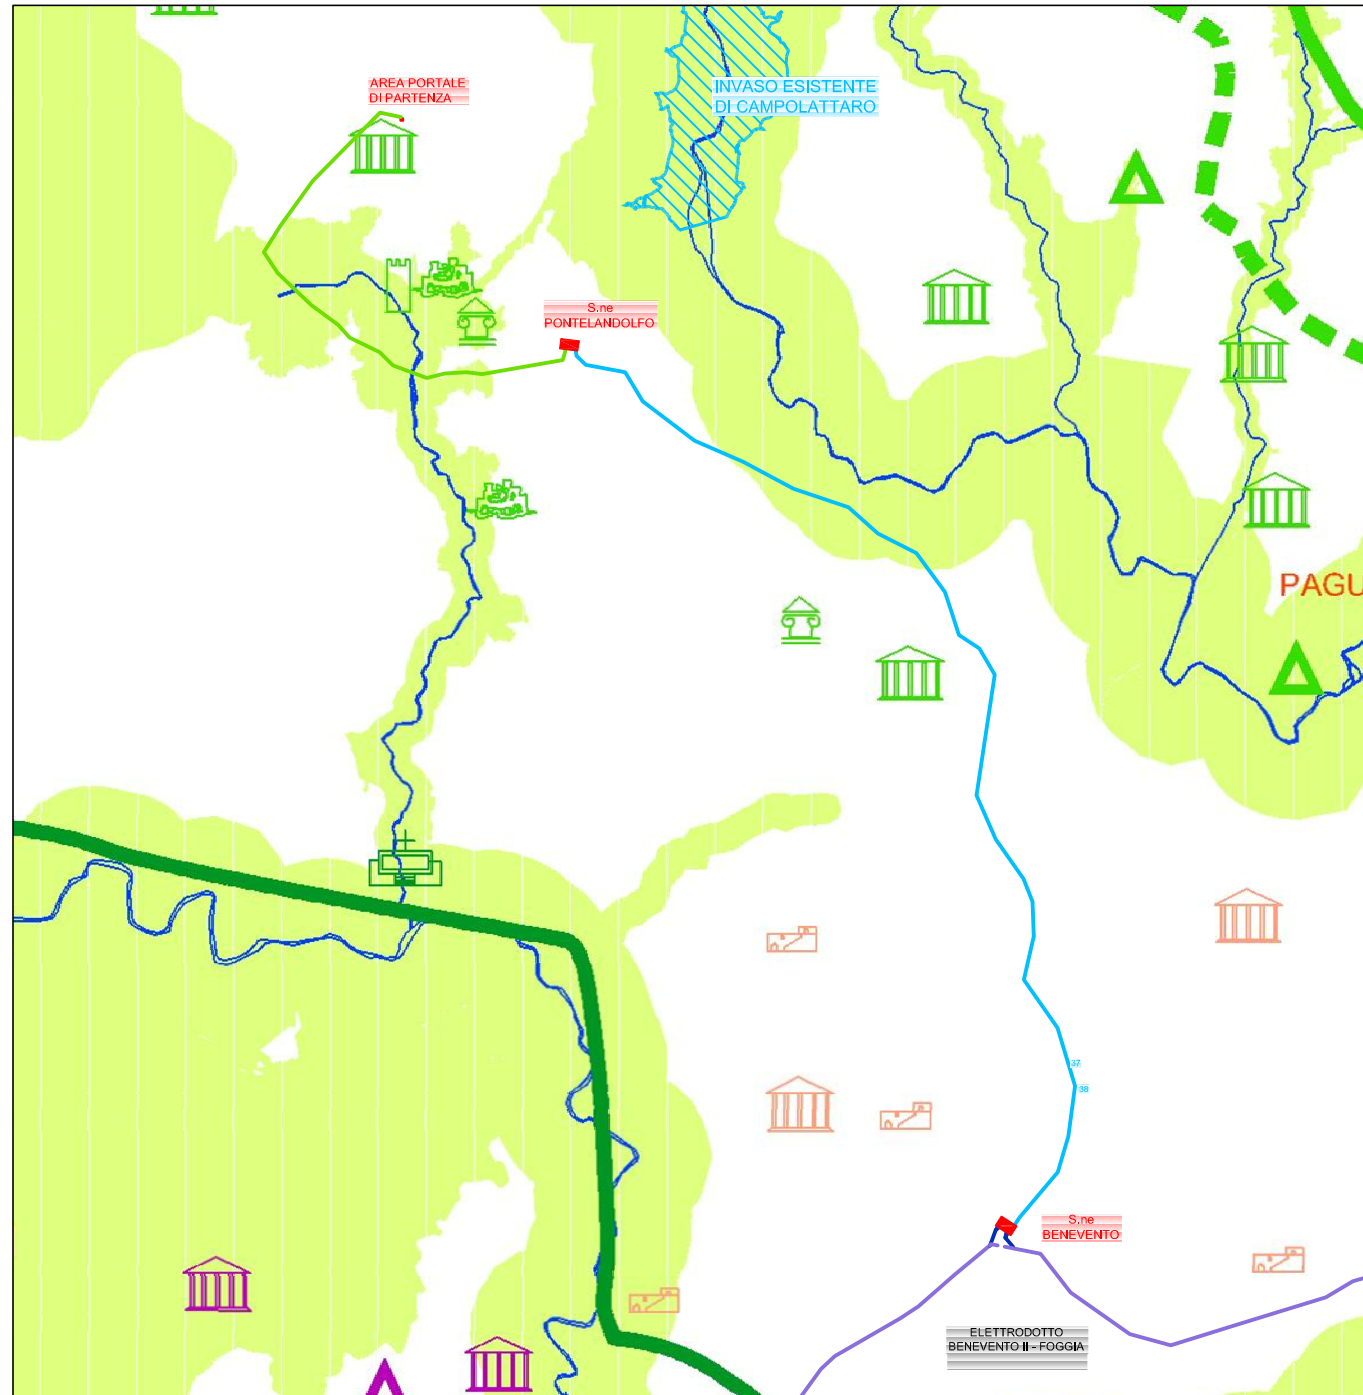 AREA PORTALE
DI PARTENZA
INVASO ESISTENTE
DI CAMPOLATTARO
S.ne
PONTELANDOLFO
PAGU
37
38
S.ne
BENEVENTO
ELETTRODOTTO
BENEVENTO II - FOGGIA